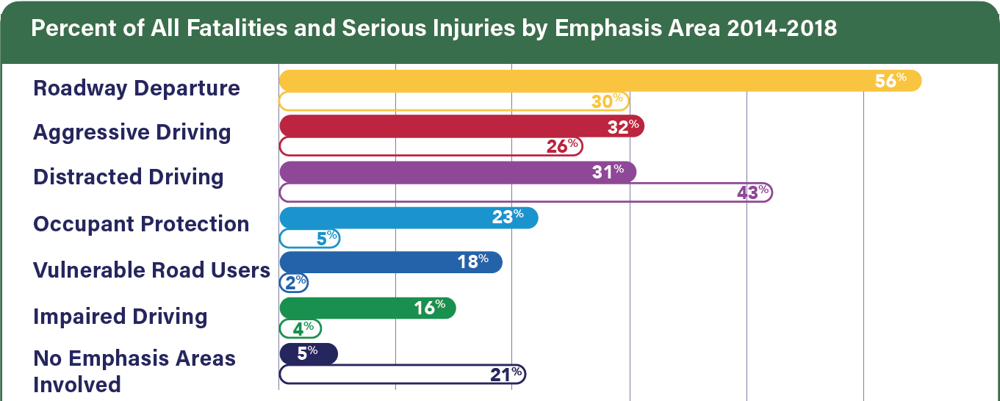 Percent of All Fatalities and Serious Injuries by Emphasis Area 2014-2018
Roadway Departure
56%
30%
Aggressive Driving
32%
26%
Distracted Driving
31%
43%
Occupant Protection
23%
5%
Vulnerable Road Users
18%
2%
Impaired Driving
16%
4%
No Emphasis Areas
Involved
5%
21%